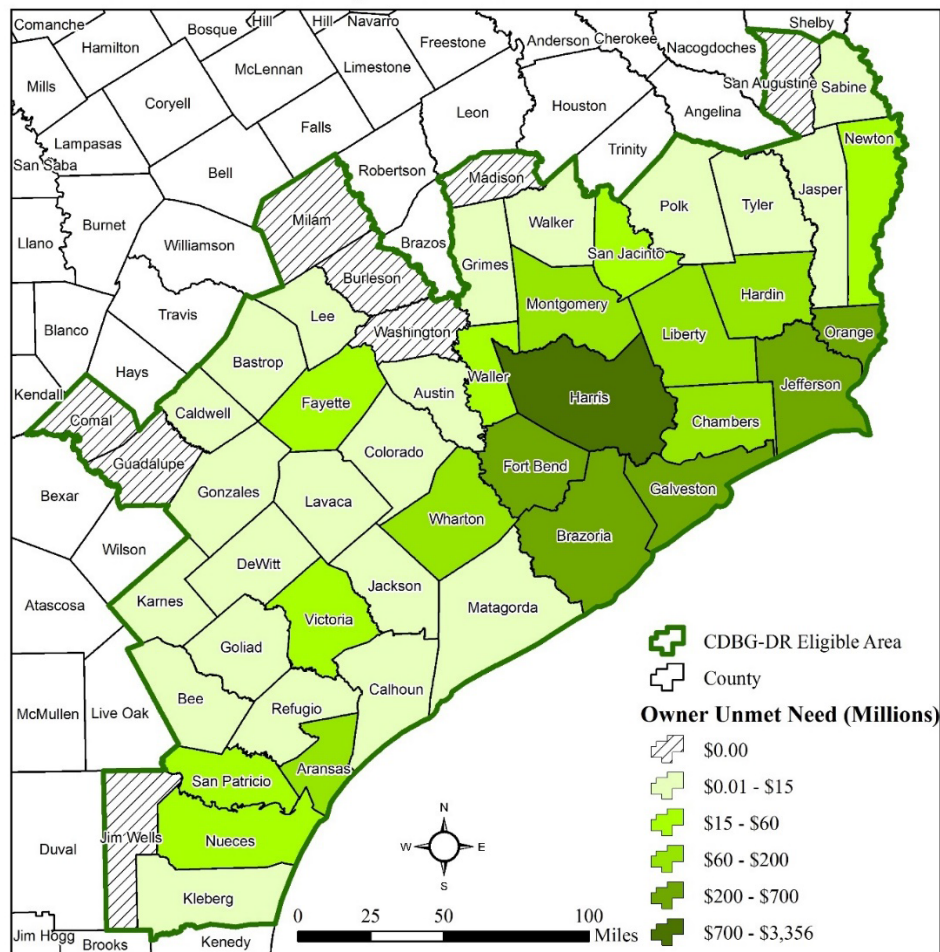 Comanche
Bosque
Hill
Hill
Navarro
Freestone
Anderson
Cherokee
Nacogdoches
Shelby
Hamilton
McLennan
Limestone
San Augustine
Sabine
Mills
Coryell
Leon
Houston
Angelina
Newton
Lampasas
Falls
Trinity
San Saba
Bell
Robertson
Madison
Jasper
Burnet
Milam
Walker
Polk
Tyler
Llano
Williamson
Brazos
Grimes
San Jacinto
Burleson
Montgomery
Hardin
Travis
Lee
Washington
Liberty
Orange
Blanco
Bastrop
Waller
Jefferson
Hays
Austin
Kendall
Fayette
Harris
Caldwell
Chambers
Comal
Colorado
Guadalupe
Fort Bend
Bexar
Gonzales
Lavaca
Galveston
Wharton
Brazoria
Wilson
DeWitt
Jackson
Atascosa
Karnes
Matagorda
Victoria
Goliad
CDBG-DR Eligible Area
County
Calhoun
McMullen
Live Oak
Bee
Refugio
Owner Unmet Need (Millions)
$0.00
Aransas
San Patricio
$0.01 - $15
$15 - $60
Jim Wells
Nueces
Duval
N
W
E
S
$60 - $200
$200 - $700
Kleberg
0 25 50 100
Miles
$700 - $3,356
Jim Hogg
Brooks
Kenedy